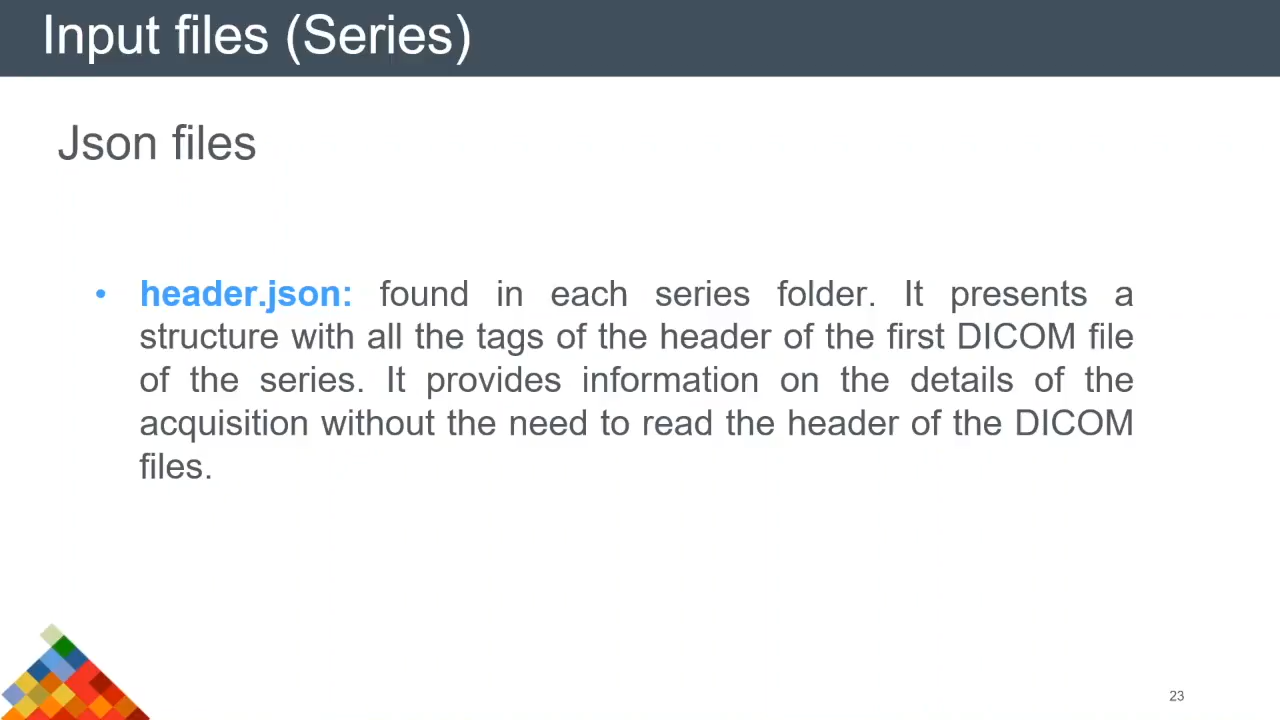 Input files (Series)
Json files
• header.json: found in each series folder. It presents a
structure with all the tags of the header of the first DICOM file
of the series. It provides information on the details of the
acquisition without the need to read the header of the DICOM
files.
23